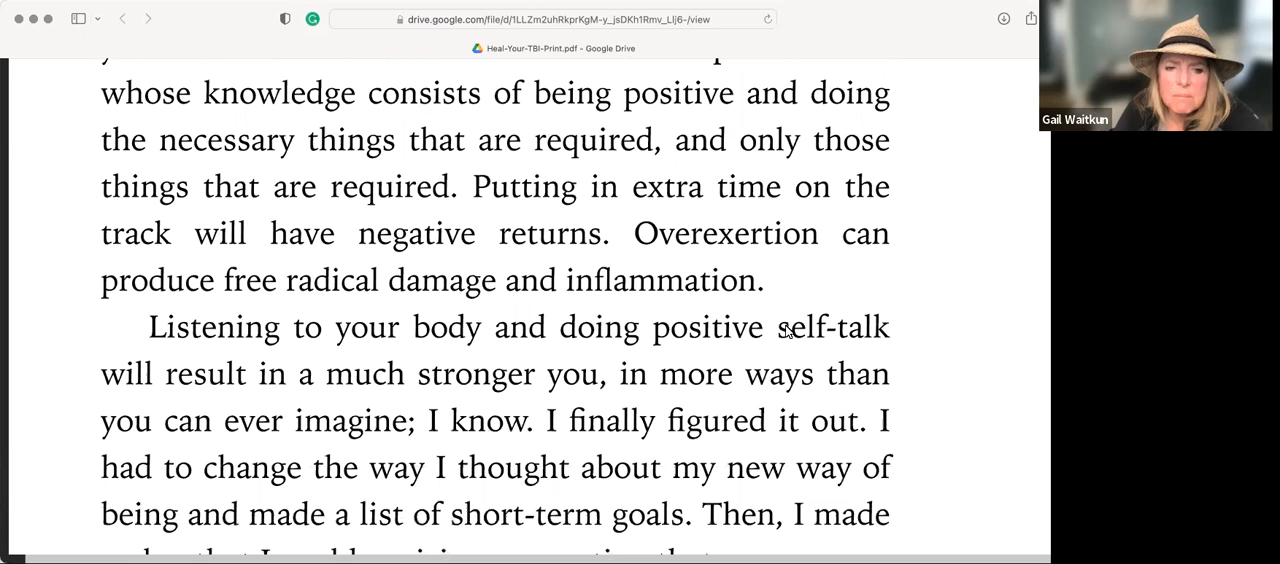 drive.google.com/file/d/1LLZm2uhRkprKgM-y_jsDKh1Rmv_LIj6-/view
Heal-Your-TBI-Print.pdf - Google Drive
Gail Waitkun
whose knowledge consists of being positive and doing
the necessary things that are required, and only those
things that are required. Putting in extra time on the
track will have negative returns. Overexertion can
produce free radical damage and inflammation.
Listening to your body and doing positive self-talk
will result in a much stronger you, in more ways than
you can ever imagine; I know. I finally figured it out. I
had to change the way I thought about my new way of
being and made a list of short-term goals. Then, I made